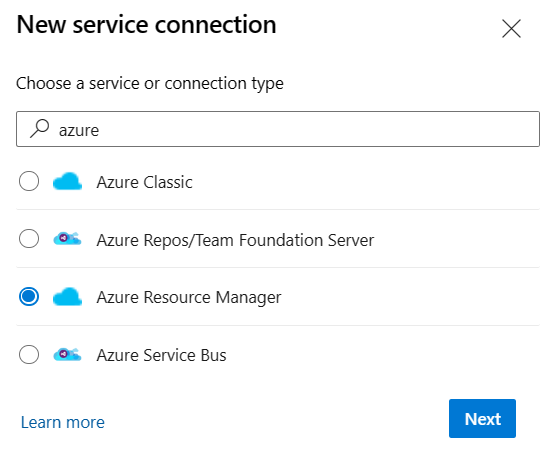 New service connection
Choose a service or connection type
azure
Azure Classic
Azure Repos/Team Foundation Server
Azure Resource Manager
Azure Service Bus
Learn more
Next